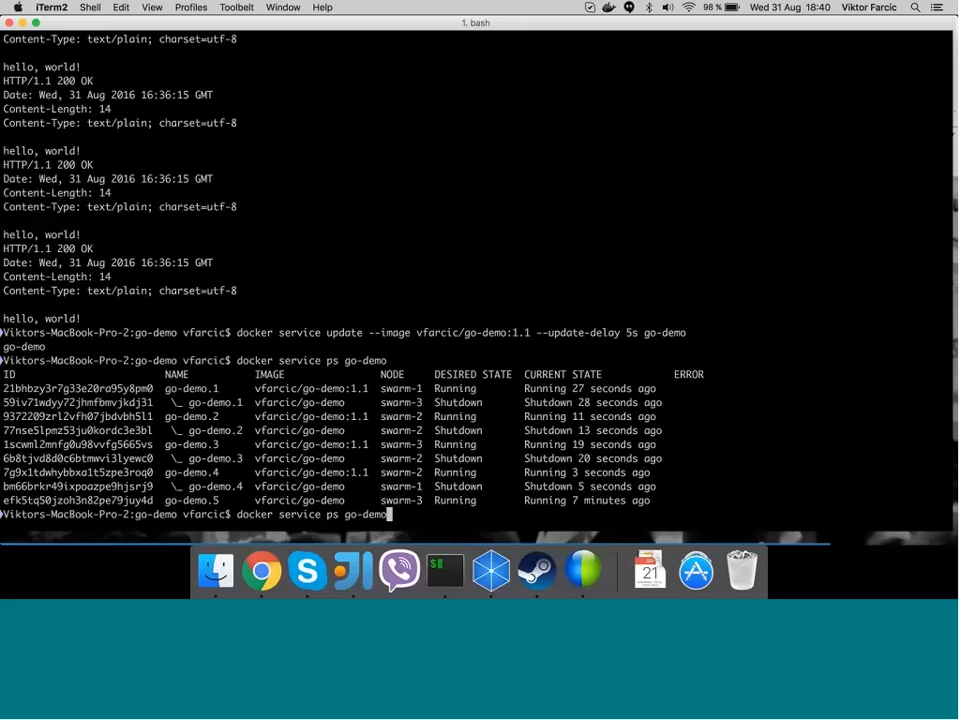 iTerm2 Shell Edit View Profiles Toolbelt Window Help 98 % Wed 31 Aug 18:40 Viktor Farcic
1. bash
Content-Type: text/plain; charset=utf-8
hello, world!
HTTP/1.1 200 OK
Date: Wed, 31 Aug 2016 16:36:15 GMT
Content-Length: 14
Content-Type: text/plain; charset=utf-8
hello, world!
HTTP/1.1 200 OK
Date: Wed, 31 Aug 2016 16:36:15 GMT
Content-Length: 14
Content-Type: text/plain; charset=utf-8
hello, world!
HTTP/1.1 200 OK
Date: Wed, 31 Aug 2016 16:36:15 GMT
Content-Length: 14
Content-Type: text/plain; charset=utf-8
hello, world!
Viktors-MacBook-Pro-2:go-demo vfarcic$ docker service update --image vfarcic/go-demo:1.1 --update-delay 5s go-demo
go-demo
Viktors-MacBook-Pro-2:go-demo vfarcic$ docker service ps go-demo
ID NAME IMAGE NODE DESIRED STATE CURRENT STATE ERROR
21bhbzy3r7g33e20ra95y8pm0 go-demo.1 vfarcic/go-demo:1.1 swarm-1 Running Running 27 seconds ago
59iv71wdyy72jhmfbmvjkdj31 \_ go-demo.1 vfarcic/go-demo swarm-3 Shutdown Shutdown 28 seconds ago
9372209zrl2vfh07jbdvbh5l1 go-demo.2 vfarcic/go-demo:1.1 swarm-2 Running Running 11 seconds ago
77nse5lpmz53ju0kordc3e3bl \_ go-demo.2 vfarcic/go-demo swarm-2 Shutdown Shutdown 13 seconds ago
1scwml2mnfg0u98vvfg5665vs go-demo.3 vfarcic/go-demo:1.1 swarm-3 Running Running 19 seconds ago
6b8tjvd8d0c6btmwvi3lyewc0 \_ go-demo.3 vfarcic/go-demo swarm-2 Shutdown Shutdown 20 seconds ago
7g9x1tdwhybbxa1t5zpe3roq0 go-demo.4 vfarcic/go-demo:1.1 swarm-2 Running Running 3 seconds ago
bm66brkr49ixpoazpe9hjsrj9 \_ go-demo.4 vfarcic/go-demo swarm-1 Shutdown Shutdown 5 seconds ago
efk5tq50jzoh3n82pe79juy4d go-demo.5 vfarcic/go-demo swarm-3 Running Running 7 minutes ago
Viktors-MacBook-Pro-2:go-demo vfarcic$ docker service ps go-demo
$
21